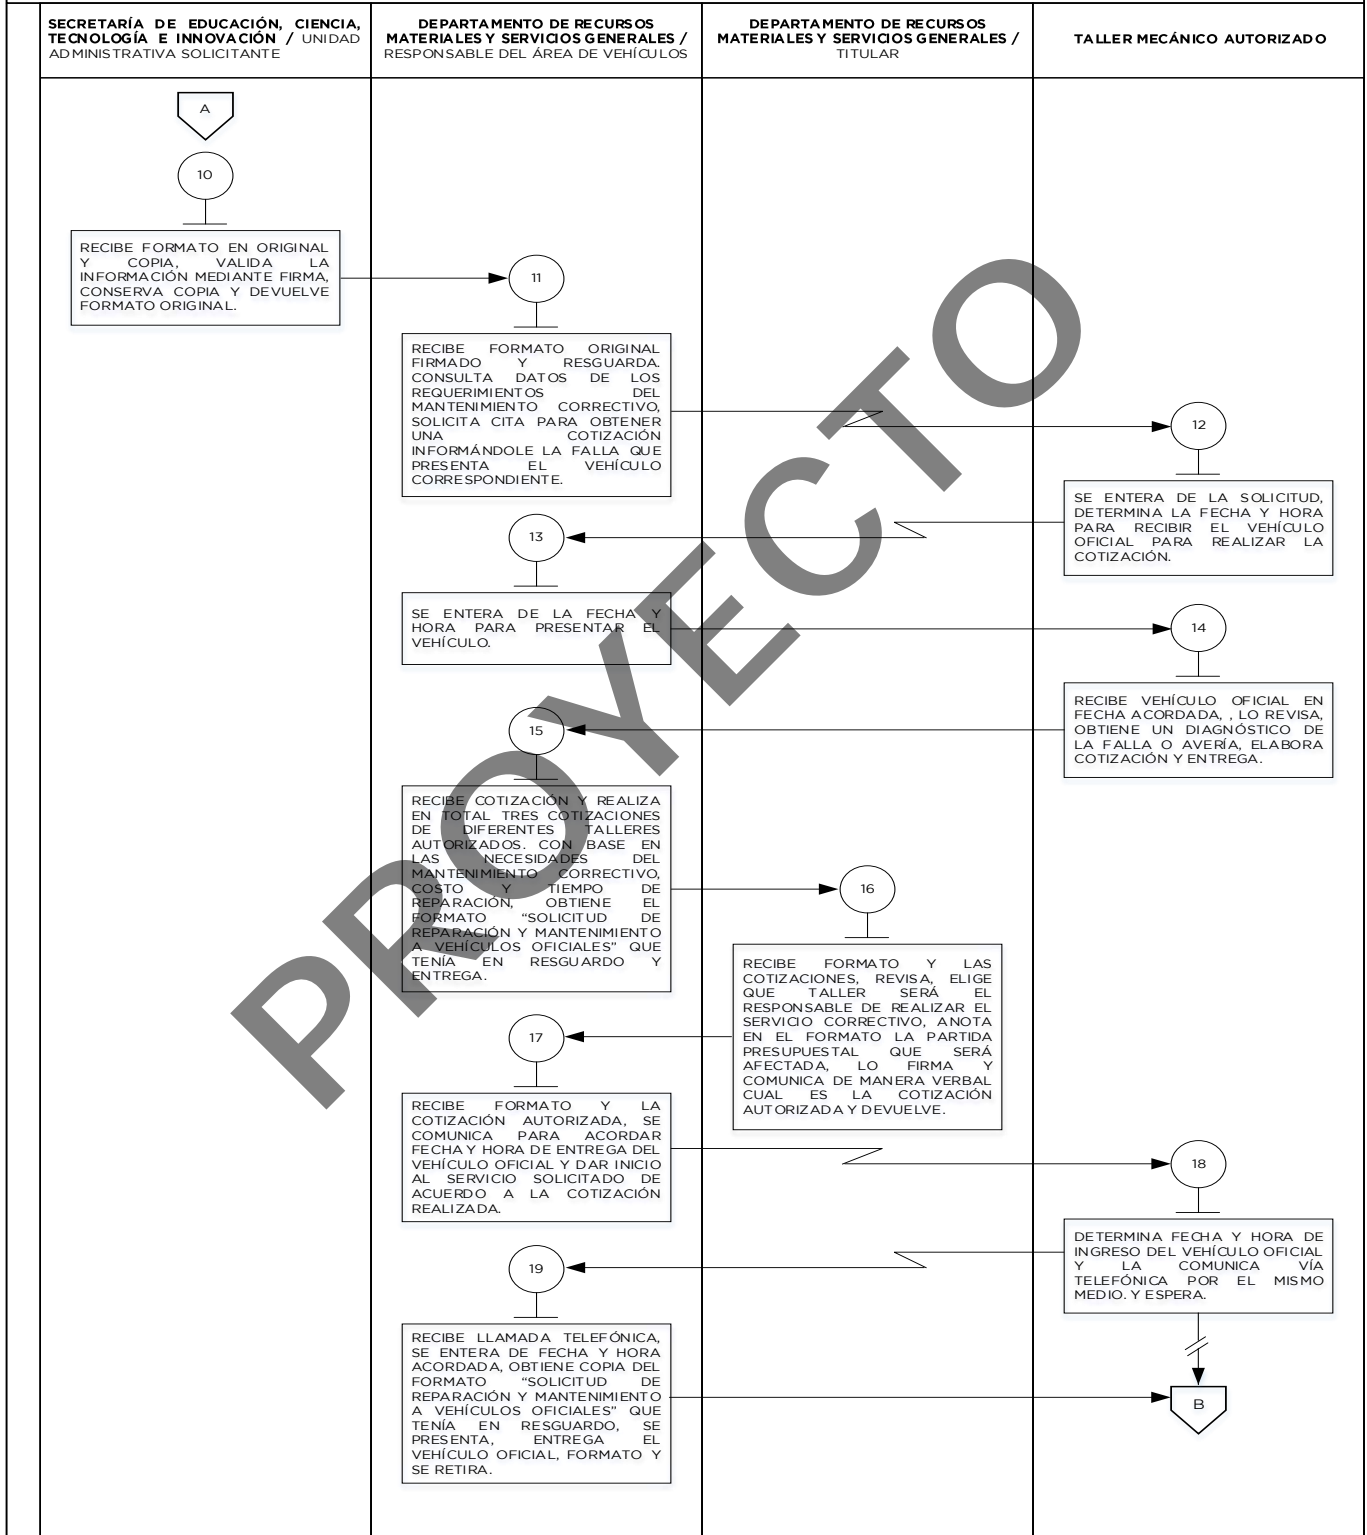 SECRETARÍA DE EDUCACIÓN, CIENCIA,
TECNOLOGÍA E INNOVACIÓN / UNIDAD
ADMINISTRATIVA SOLICITANTE
DEPARTAMENTO DE RECURSOS
MATERIALES Y SERVICIOS GENERALES /
RESPONSABLE DEL ÁREA DE VEHÍCULOS
DEPARTAMENTO DE RECURSOS
MATERIALES Y SERVICIOS GENERALES /
TITULAR
TALLER MECÁNICO AUTORIZADO
A
10
RECIBE FORMATO EN ORIGINAL
Y COPIA, VALIDA LA
INFORMACIÓN MEDIANTE FIRMA,
CONSERVA COPIA Y DEVUELVE
FORMATO ORIGINAL.
11
RECIBE FORMATO ORIGINAL
FIRMADO Y RESGUARDA.
CONSULTA DATOS DE LOS
REQUERIMIENTOS DEL
MANTENIMIENTO CORRECTIVO,
SOLICITA CITA PARA OBTENER
UNA COTIZACIÓN
INFORMÁNDOLE LA FALLA QUE
PRESENTA EL VEHÍCULO
CORRESPONDIENTE.
12
SE ENTERA DE LA SOLICITUD,
DETERMINA LA FECHA Y HORA
PARA RECIBIR EL VEHÍCULO
OFICIAL PARA REALIZAR LA
COTIZACIÓN.
13
SE ENTERA DE LA FECHA Y
HORA PARA PRESENTAR EL
VEHÍCULO.
14
RECIBE VEHÍCULO OFICIAL EN
FECHA ACORDADA, , LO REVISA,
OBTIENE UN DIAGNÓSTICO DE
LA FALLA O AVERÍA, ELABORA
COTIZACIÓN Y ENTREGA.
15
RECIBE COTIZACIÓN Y REALIZA
EN TOTAL TRES COTIZACIONES
DE DIFERENTES TALLERES
AUTORIZADOS. CON BASE EN
LAS NECESIDADES DEL
MANTENIMIENTO CORRECTIVO,
COSTO Y TIEMPO DE
REPARACIÓN, OBTIENE EL
FORMATO “SOLICITUD DE
REPARACIÓN Y MANTENIMIENTO
A VEHÍCULOS OFICIALES” QUE
TENÍA EN RESGUARDO Y
ENTREGA.
16
RECIBE FORMATO Y LAS
COTIZACIONES, REVISA, ELIGE
QUE TALLER SERÁ EL
RESPONSABLE DE REALIZAR EL
SERVICIO CORRECTIVO, ANOTA
EN EL FORMATO LA PARTIDA
PRESUPUESTAL QUE SERÁ
AFECTADA, LO FIRMA Y
COMUNICA DE MANERA VERBAL
CUAL ES LA COTIZACIÓN
AUTORIZADA Y DEVUELVE.
17
RECIBE FORMATO Y LA
COTIZACIÓN AUTORIZADA, SE
COMUNICA PARA ACORDAR
FECHA Y HORA DE ENTREGA DEL
VEHÍCULO OFICIAL Y DAR INICIO
AL SERVICIO SOLICITADO DE
ACUERDO A LA COTIZACIÓN
REALIZADA.
18
DETERMINA FECHA Y HORA DE
INGRESO DEL VEHÍCULO OFICIAL
Y LA COMUNICA VÍA
TELEFÓNICA POR EL MISMO
MEDIO. Y ESPERA.
19
RECIBE LLAMADA TELEFÓNICA,
SE ENTERA DE FECHA Y HORA
ACORDADA, OBTIENE COPIA DEL
FORMATO “SOLICITUD DE
REPARACIÓN Y MANTENIMIENTO
A VEHÍCULOS OFICIALES” QUE
TENÍA EN RESGUARDO, SE
PRESENTA, ENTREGA EL
VEHÍCULO OFICIAL, FORMATO Y
SE RETIRA.
B
PROYECTO